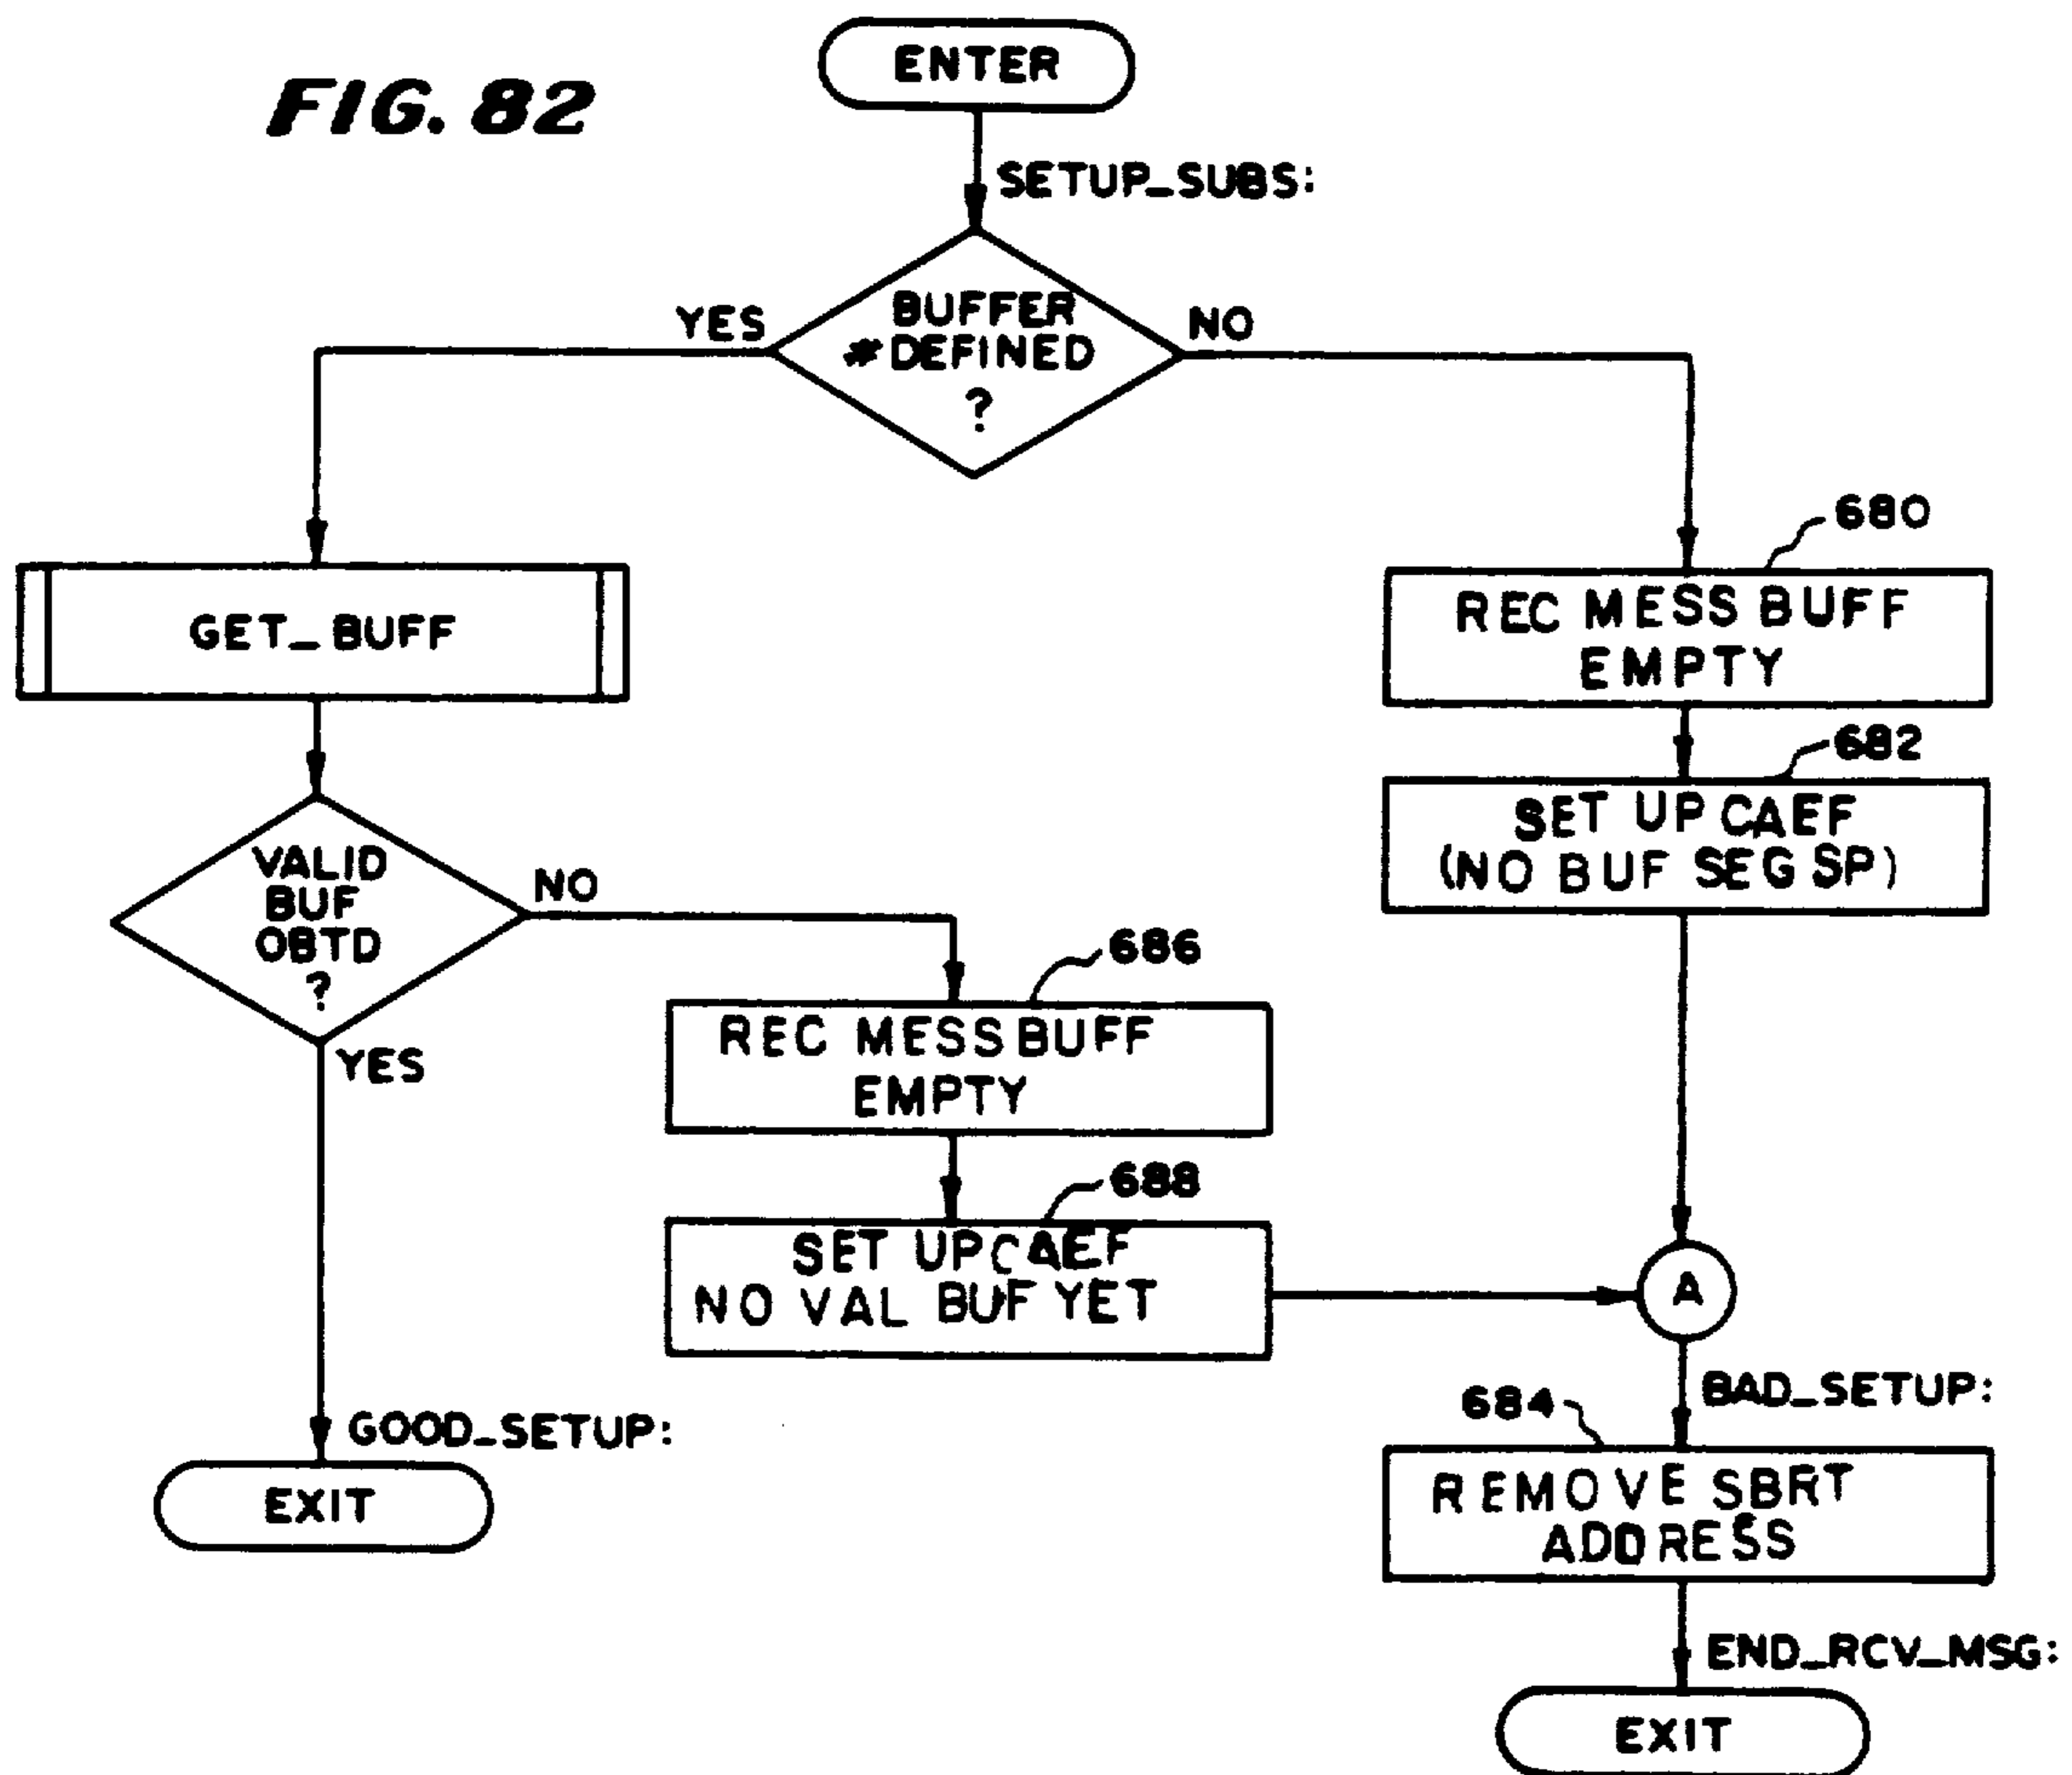 FIG. 82
ENTER
SETUP_SUBS:
BUFFER
#DEFINED
?
YES
NO
680
GET_BUFF
REC MESS BUFF
EMPTY
682
SET UP CAEF
(NO BUF SEG SP)
VALID
BUF
OBTD
?
NO
YES
686
REC MESS BUFF
EMPTY
688
SET UP CAEF
NO VAL BUF YET
A
BAD_SETUP:
684
GOOD_SETUP:
EXIT
REMOVE SBRT
ADDRESS
END_RCV_MSG:
EXIT